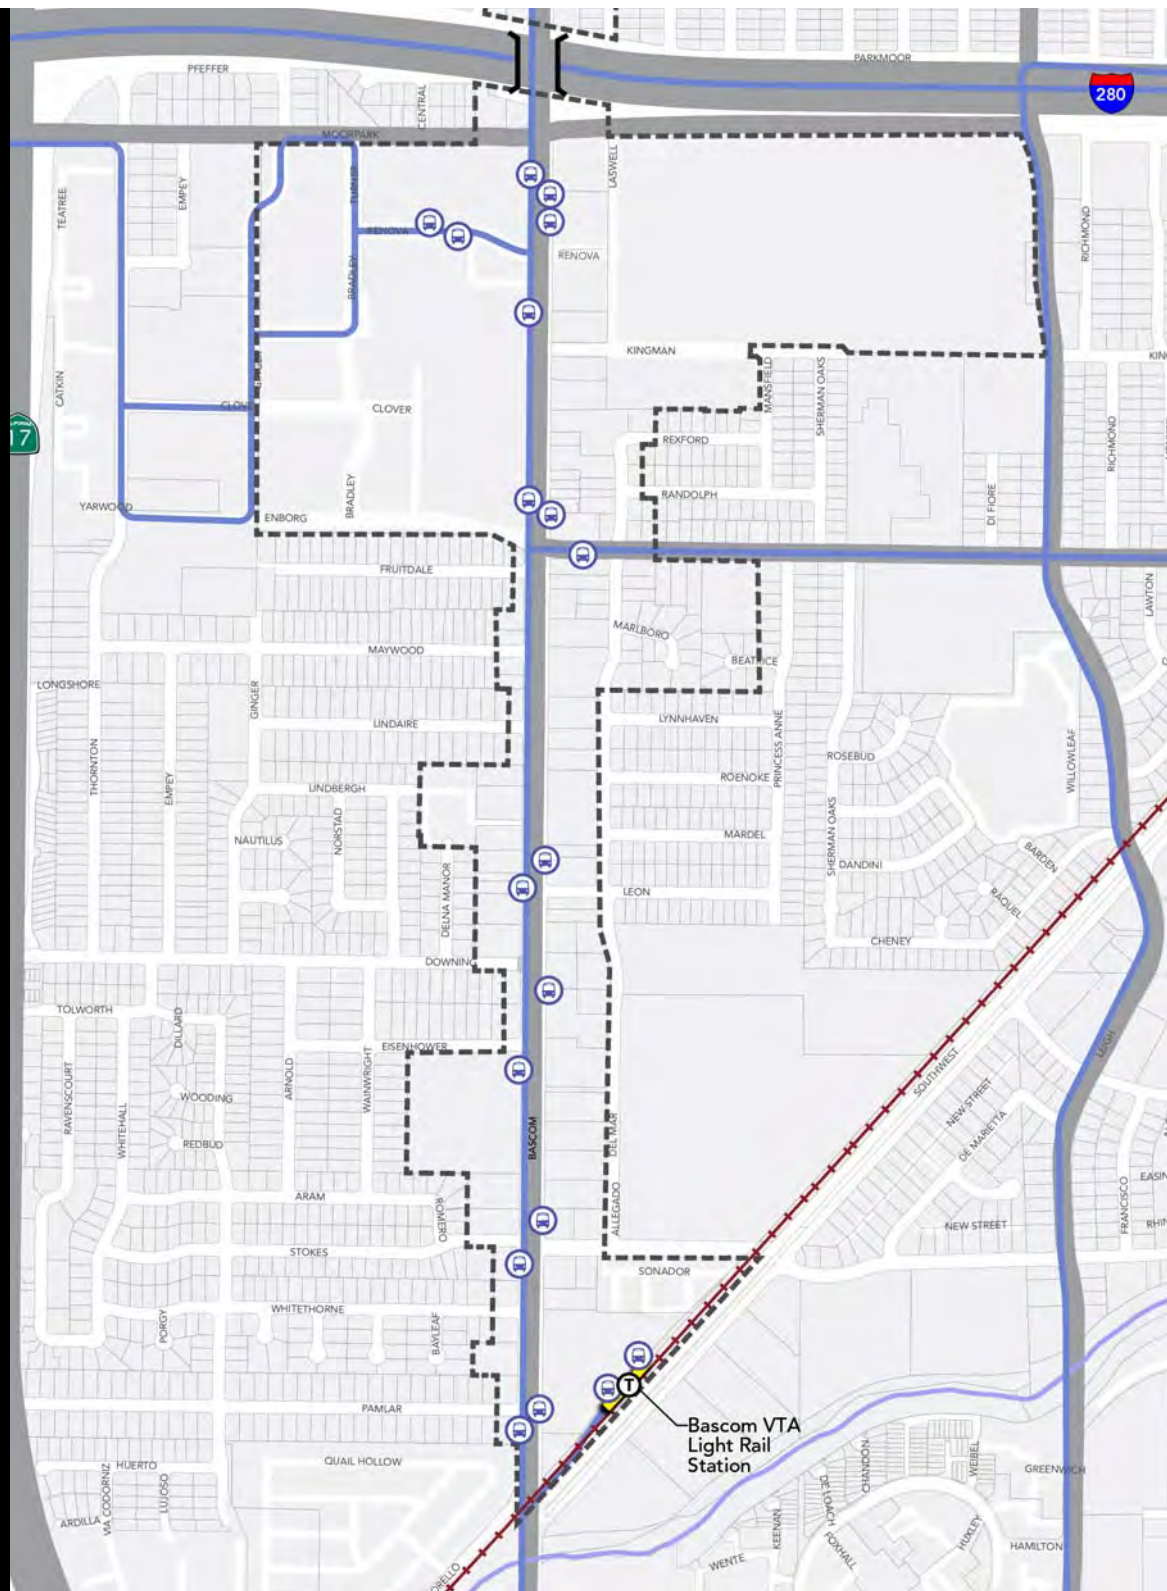 PARKMOOR
PFEFFER
280
CENTRAL
MOORPARK
LASWELL
TEATREE
EMPEY
TURNER
RICHMOND
RENOVA
RENOVA
BRADLEY
KINGMAN
CATKIN
MANSFIELD
SHERMAN OAKS
CLOVER
17
REXFORD
RICHMOND
RANDOLPH
BRADLEY
DI FIORE
YARWOOD
ENBORG
FRUITDALE
LAWTON
MARLBORO
MAYWOOD
BEATRICE
LONGSHORE
GINGER
LINDAIRE
LYNNHAVEN
PRINCESS ANNE
ROSEBUD
WILLOWLEAF
THORNTON
EMPEY
ROENOKE
LINDBERGH
NORSTAD
NAUTILUS
MARDEL
SHERMAN OAKS
BARDEN
DANDINI
DELNA MANOR
LEON
RAQUEL
CHENEY
DOWNING
TOLWORTH
DILLARD
EISENHOWER
LEIGH
SOUTHWEST
RAVENSCOURT
WHITEHALL
ARNOLD
WAINWRIGHT
WOODING
NEW STREET
DE MARIETTA
BASCOM
DEL MAR
REDBUD
ARAM
ROMERO
ALLEGADO
FRANCISCO
NEW STREET
STOKES
SONADOR
WHITETHORNE
PORGY
BAYLEAF
T
PAMLAR
Bascom VTA
Light Rail
Station
HUERTO
QUAIL HOLLOW
VIA CODORNIZ
LUJOSO
ARDILLA
CHANDON
WEIBEL
GREENWICH
DE LOACH
KEENAN
FOXHALL
HUXLEY
HAMILTON
WENTE